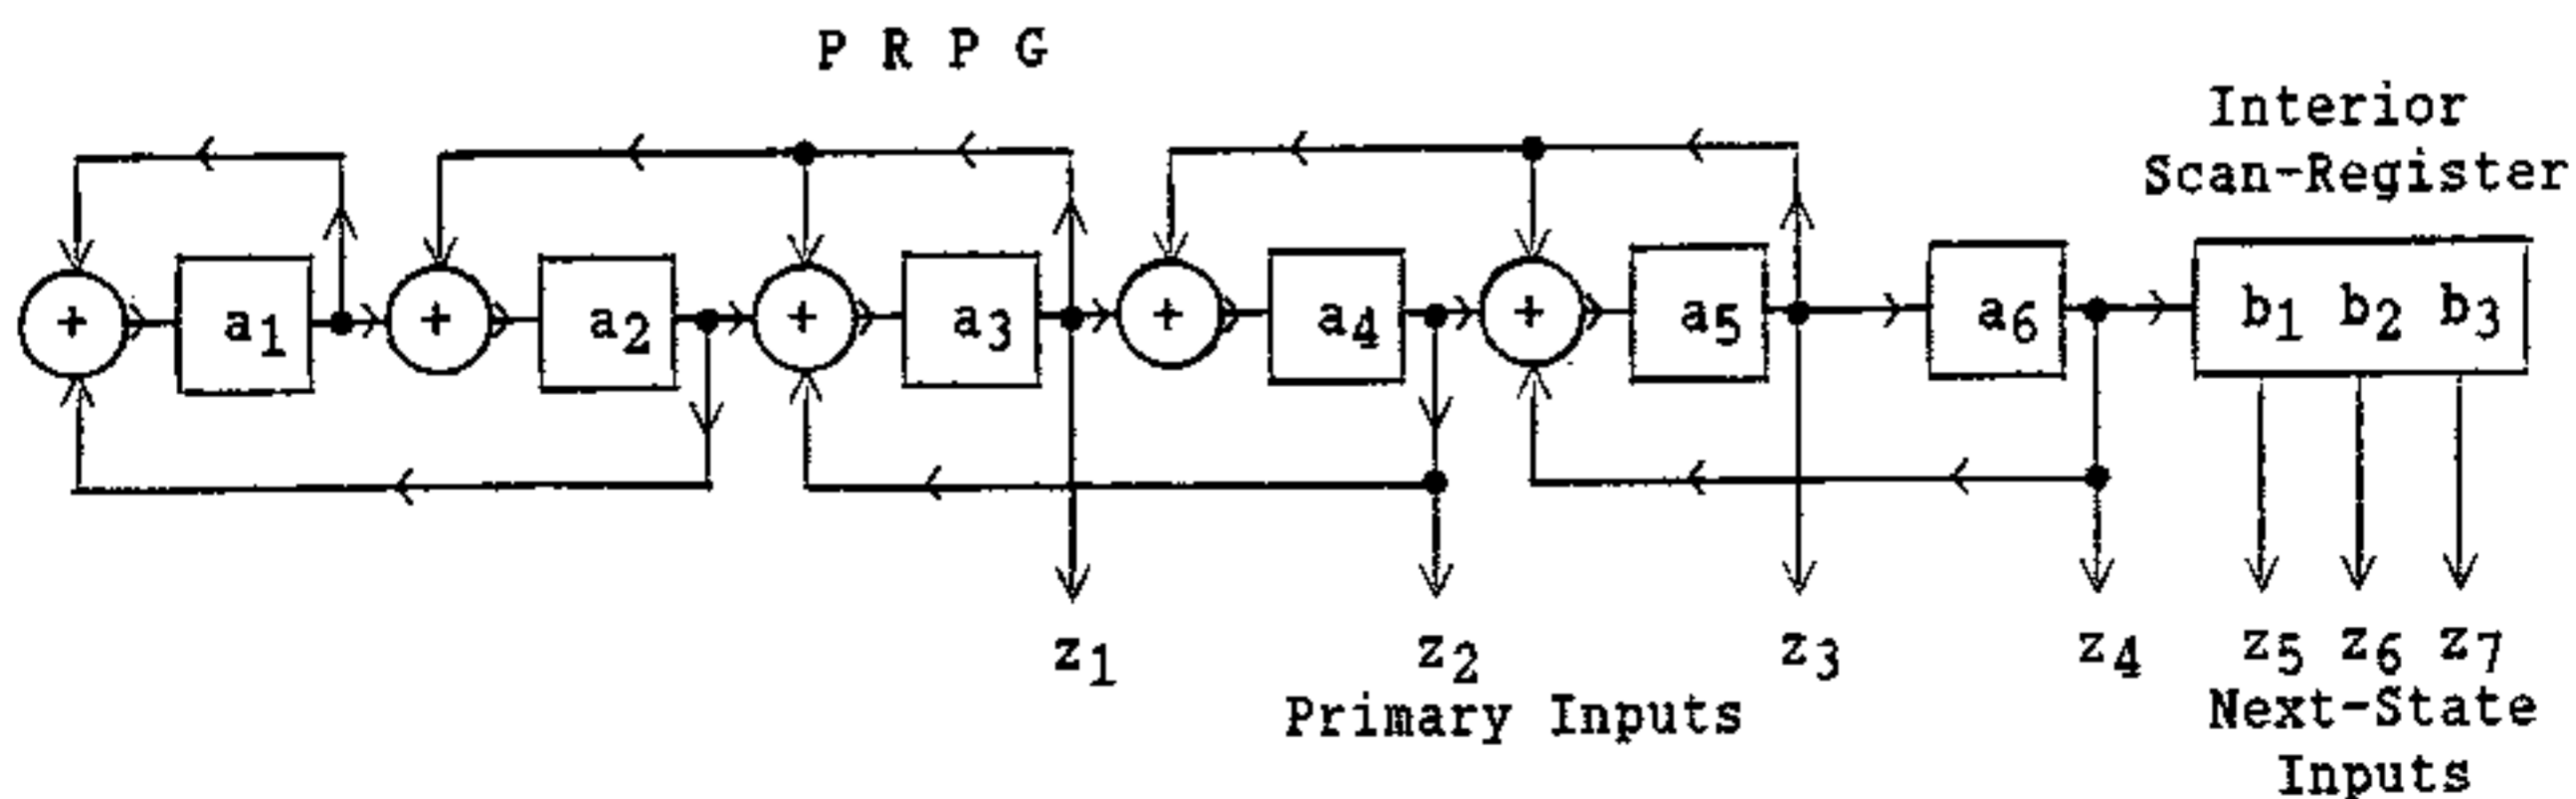 P R P G
Interior
Scan-Register
+ a1 + a2 + a3 + a4 + a5 a6 b1 b2 b3
z1 z2 z3 z4 z5 z6 z7
Primary Inputs
Next-State
Inputs